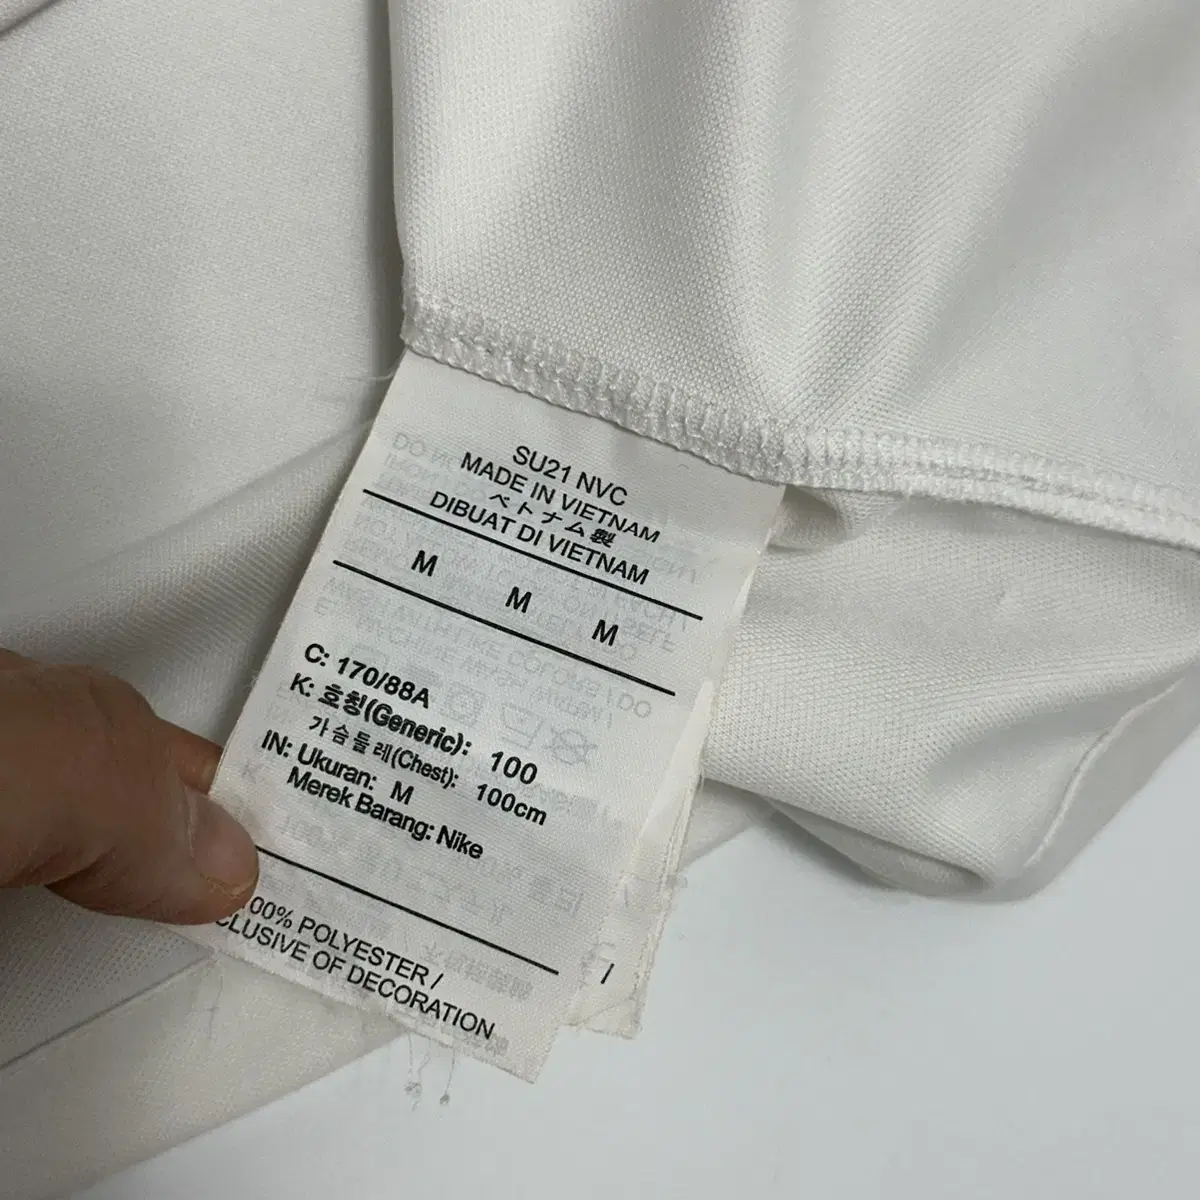 SU21 NVC
MADE IN VIETNAM
ベトナム製
DIBUAT DI VIETNAM
M M M
C: 170/88A
K: 호칭(Generic): 100
가슴둘레(Chest): 100cm
IN: Ukuran: M
Merek Barang: Nike
100% POLYESTER /
CLUSIVE OF DECORATION